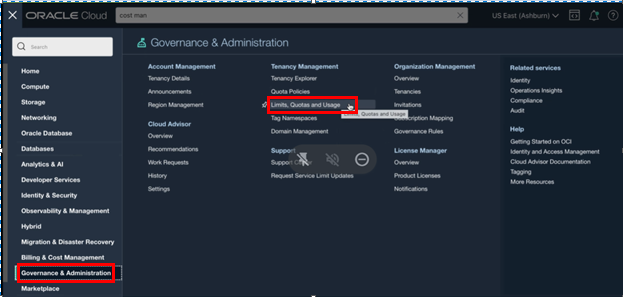 ORACLE Cloud
cost man
US East (Ashburn)
Search
Home
Compute
Storage
Networking
Oracle Database
Databases
Analytics & AI
Developer Services
Identity & Security
Observability & Management
Hybrid
Migration & Disaster Recovery
Billing & Cost Management
Governance & Administration
Marketplace
Governance & Administration
Account Management
Tenancy Details
Announcements
Region Management
Cloud Advisor
Overview
Recommendations
Work Requests
History
Settings
Tenancy Management
Tenancy Explorer
Quota Policies
Limits, Quotas and Usage
Limits, Quotas and Usage
Tag Namespaces
Domain Management
Support
Support
Request Service Limit Updates
Organization Management
Overview
Tenancies
Invitations
Mapping
Governance Rules
License Manager
Overview
Product Licenses
Notifications
Related services
Identity
Operations Insights
Compliance
Audit
Help
Getting Started on OCI
Identity and Access Management
Cloud Advisor Documentation
Tagging
More Resources